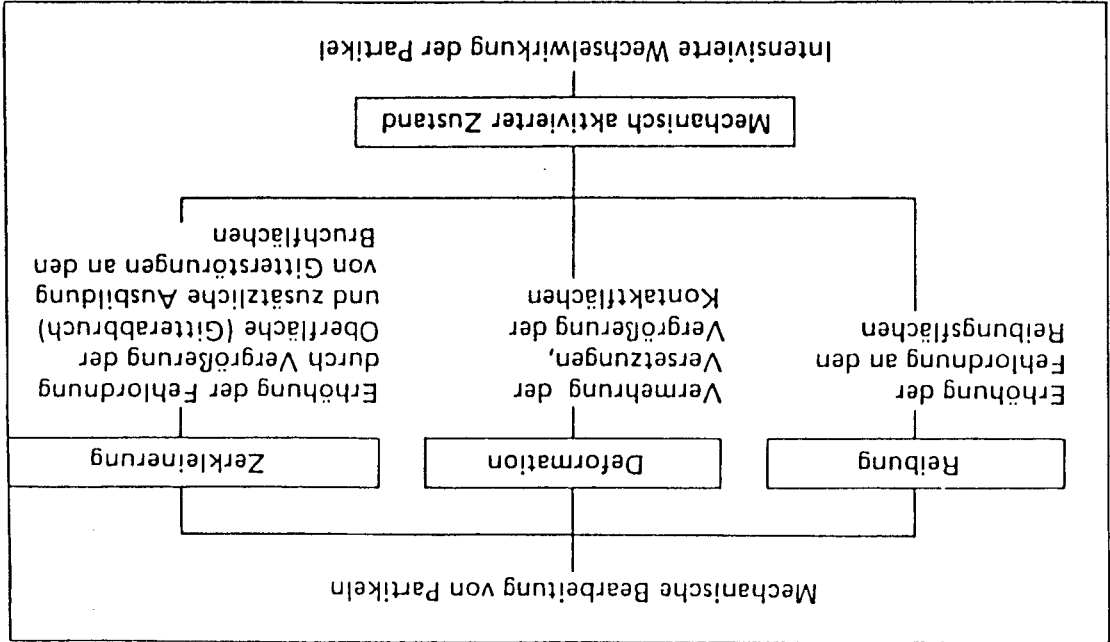 Mechanische Bearbeitung von Partikeln
Reibung
Deformation
Zerkleinerung
Erhöhung der
Fehlordnung an den
Reibungsflächen
Vermehrung der
Versetzungen,
Vergrößerung der
Kontaktflächen
Erhöhung der Fehlordnung
durch Vergrößerung der
Oberfläche (Gitterabbruch)
und zusätzliche Ausbildung
von Gitterstörungen an den
Bruchflächen
Mechanisch aktivierter Zustand
Intensivierte Wechselwirkung der Partikel